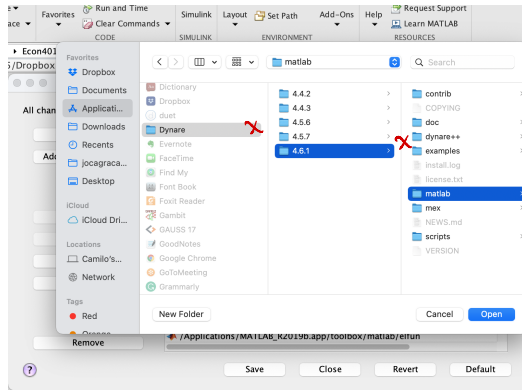 Favorites
Run and Time
Clear Commands
CODE
Simulink
SIMULINK
Layout
Set Path
Add-Ons
ENVIRONMENT
Help
Request Support
Learn MATLAB
RESOURCES
ace
Econ401
5/Dropbox
All chan
Add
Remove
Favorites
Dropbox
Documents
Applicati...
Downloads
Recents
jocagraca...
Desktop
iCloud
iCloud Dri...
Locations
Camilo's...
Network
Tags
Red
Orange
matlab
Search
Dictionary
Dropbox
duet
Dynare
Evernote
FaceTime
Find My
Font Book
Foxit Reader
Gambit
GAUSS 17
GoodNotes
Google Chrome
GoToMeeting
Grammarly
4.4.2
4.4.3
4.5.6
4.5.7
4.6.1
contrib
COPYING
doc
dynare++
examples
install.log
license.txt
matlab
mex
NEWS.md
scripts
VERSION
New Folder
Cancel
Open
/Applications/MATLAB_R2019b.app/toolbox/matlab/elfun
?
Save
Close
Revert
Default